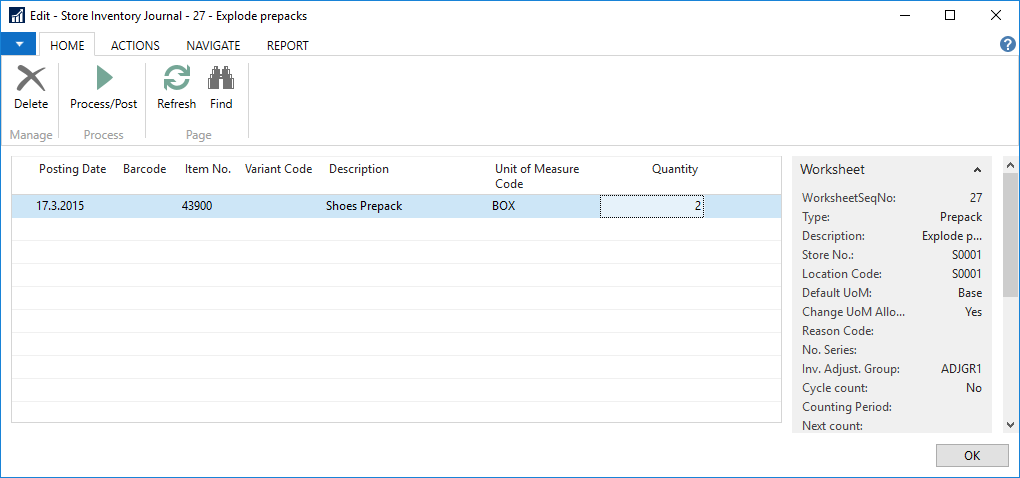 Edit - Store Inventory Journal - 27 - Explode prepacks
HOME ACTIONS NAVIGATE REPORT
?
Delete Process/Post Refresh Find
Manage Process Page
Posting Date Barcode Item No. Variant Code Description Unit of Measure Code Quantity
17.3.2015 43900 Shoes Prepack BOX 2
Worksheet
WorksheetSeqNo: 27
Type: Prepack
Description: Explode p...
Store No.: S0001
Location Code: S0001
Default UoM: Base
Change UoM Allo... Yes
Reason Code:
No. Series:
Inv. Adjust. Group: ADJGR1
Cycle count: No
Counting Period:
Next count:
OK